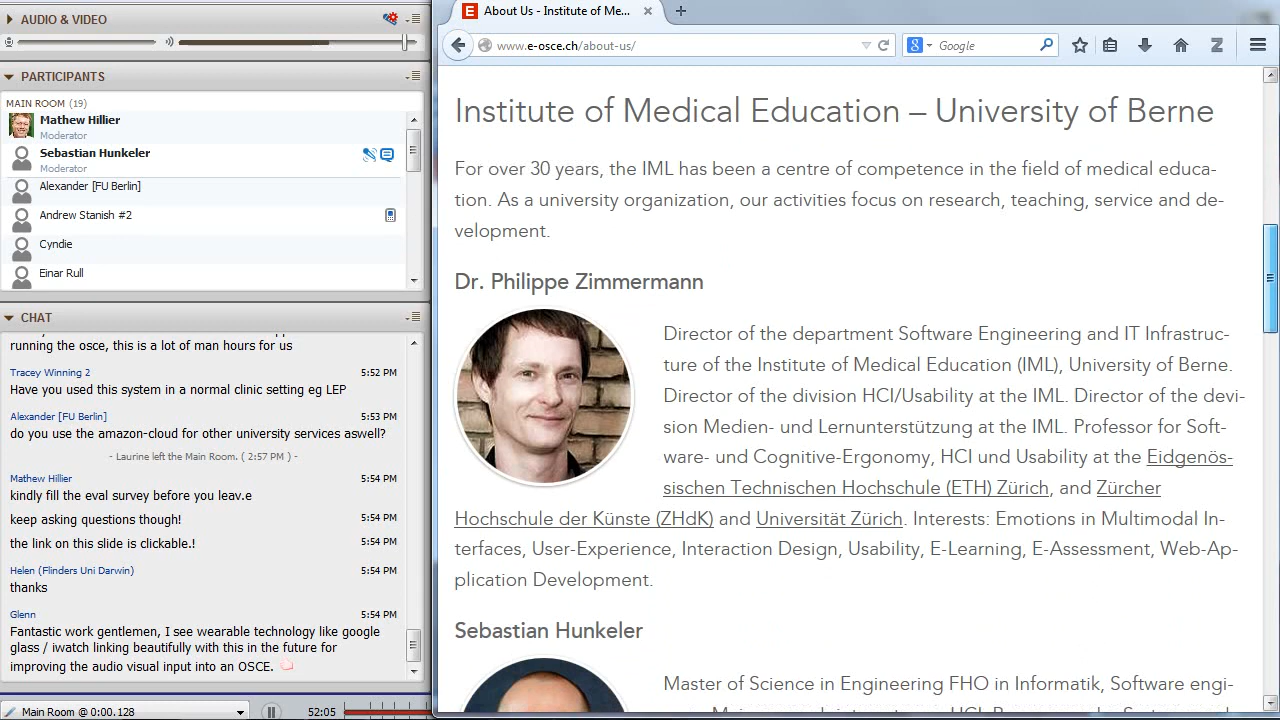 AUDIO & VIDEO
PARTICIPANTS
MAIN ROOM (19)
Mathew Hillier
Moderator
Sebastian Hunkeler
Moderator
Alexander [FU Berlin]
Andrew Stanish #2
Cyndie
Einar Rull
CHAT
running the osce, this is a lot of man hours for us
Tracey Winning 2 5:52 PM
Have you used this system in a normal clinic setting eg LEP
Alexander [FU Berlin] 5:53 PM
do you use the amazon-cloud for other university services aswell?
- Laurine left the Main Room. ( 2:57 PM ) -
Mathew Hillier 5:54 PM
kindly fill the eval survey before you leav.e
keep asking questions though! 5:54 PM
the link on this slide is clickable.! 5:54 PM
Helen (Flinders Uni Darwin) 5:54 PM
thanks
Glenn 5:54 PM
Fantastic work gentlemen, I see wearable technology like google
glass / iwatch linking beautifully with this in the future for
improving the audio visual input into an OSCE.
Main Room @ 0:00.128 52:05
E About Us - Institute of Me...
www.e-osce.ch/about-us/
8 Google
Z
Institute of Medical Education – University of Berne
For over 30 years, the IML has been a centre of competence in the field of medical educa-
tion. As a university organization, our activities focus on research, teaching, service and de-
velopment.
Dr. Philippe Zimmermann
Director of the department Software Engineering and IT Infrastruc-
ture of the Institute of Medical Education (IML), University of Berne.
Director of the division HCI/Usability at the IML. Director of the devi-
sion Medien- und Lernunterstützung at the IML. Professor for Soft-
ware- und Cognitive-Ergonomy, HCI und Usability at the Eidgenös-
sischen Technischen Hochschule (ETH) Zürich, and Zürcher
Hochschule der Künste (ZHdK) and Universität Zürich. Interests: Emotions in Multimodal In-
terfaces, User-Experience, Interaction Design, Usability, E-Learning, E-Assessment, Web-Ap-
plication Development.
Sebastian Hunkeler
Master of Science in Engineering FHO in Informatik, Software engi-